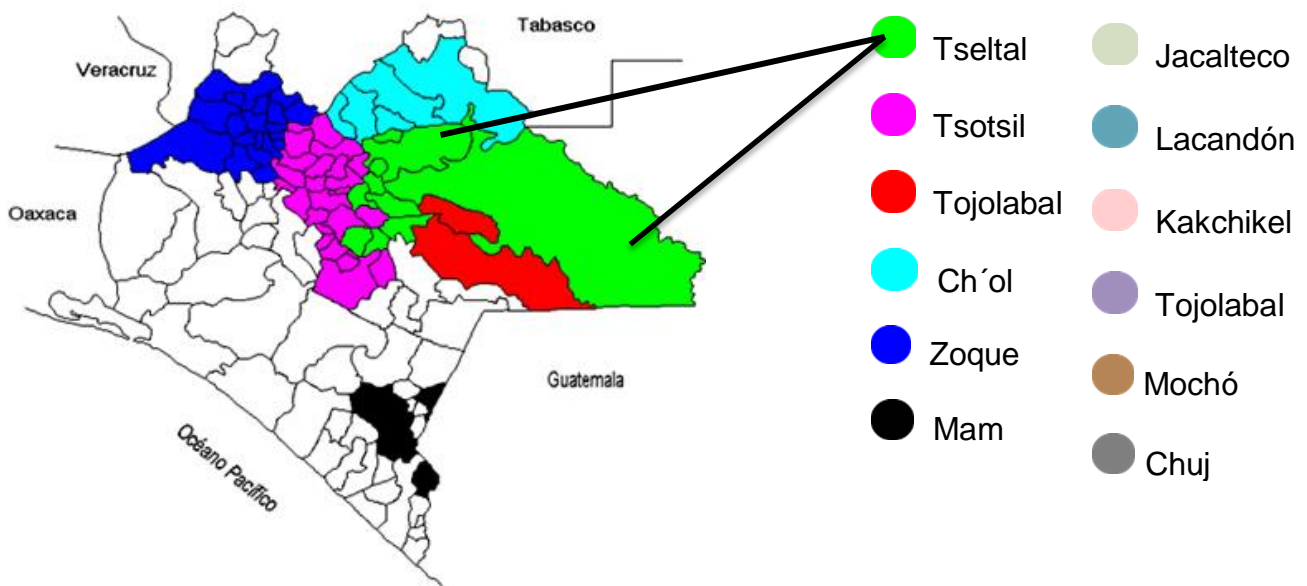 Tabasco
Veracruz
Oaxaca
Guatemala
Océano Pacífico
Tseltal
Tsotsil
Tojolabal
Ch´ol
Zoque
Mam
Jacalteco
Lacandón
Kakchikel
Tojolabal
Mochó
Chuj